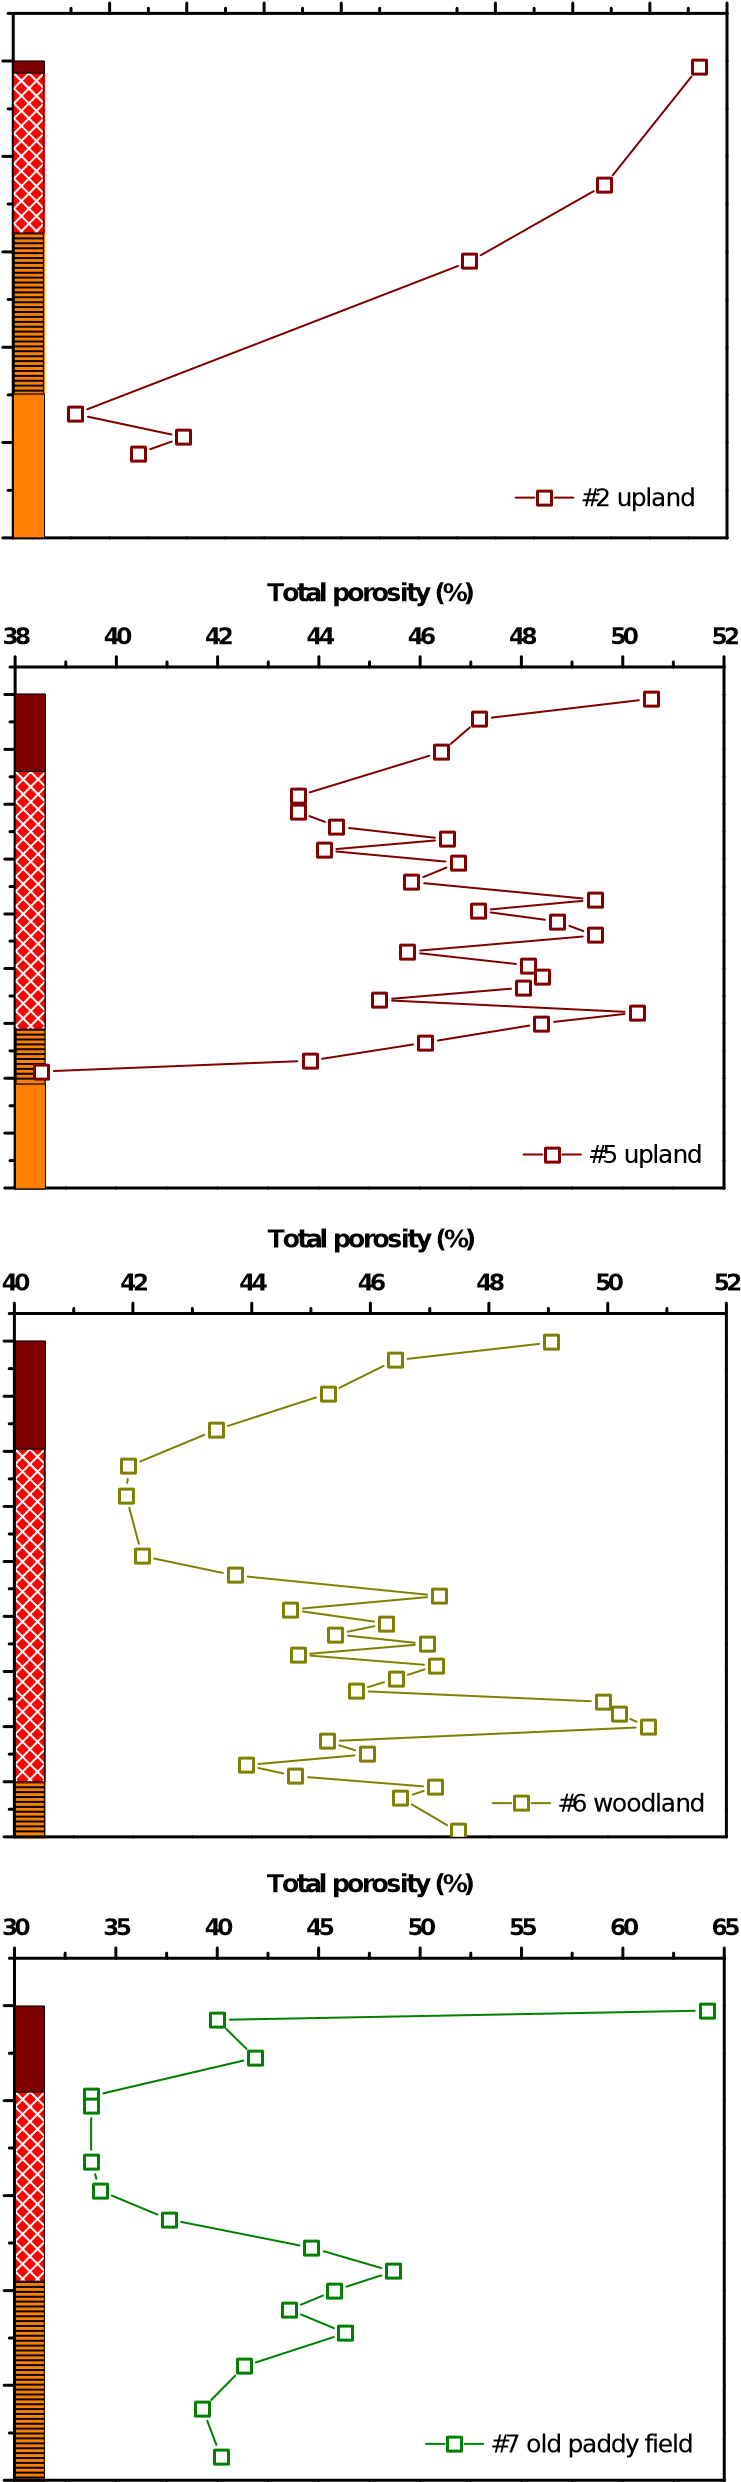 #2 upland
Total porosity (%)
38 40 42 44 46 48 50 52
#5 upland
Total porosity (%)
40 42 44 46 48 50 52
#6 woodland
Total porosity (%)
30 35 40 45 50 55 60 65
#7 old paddy field